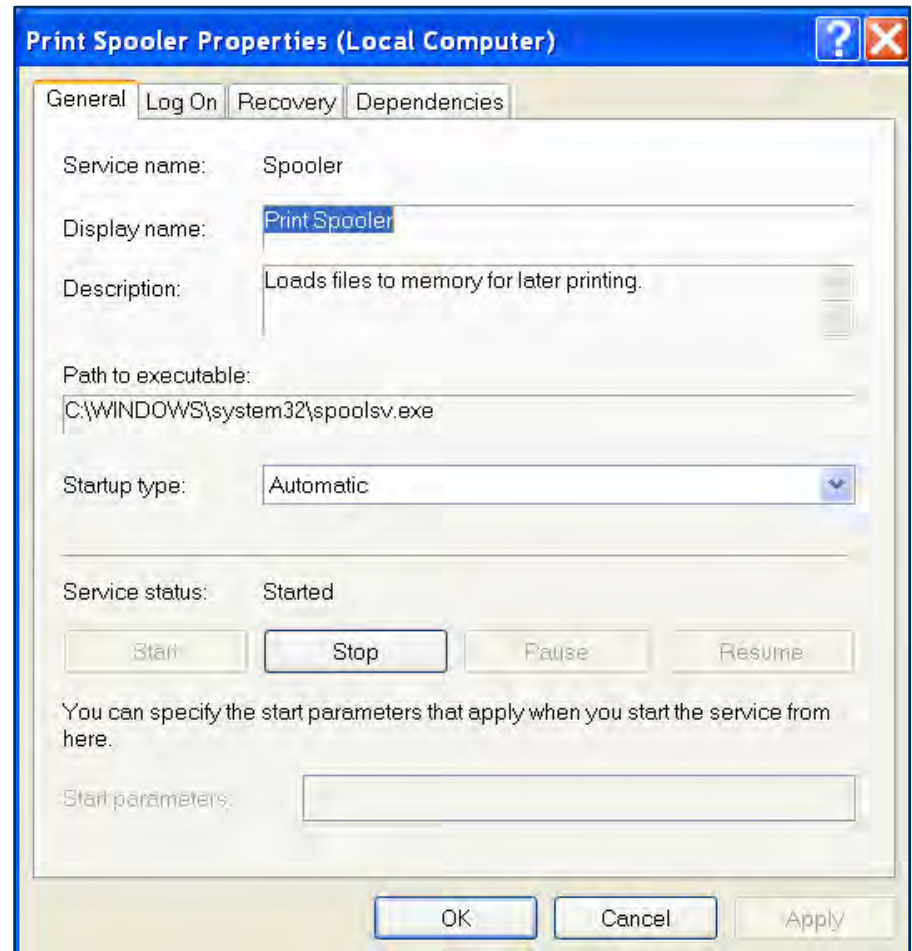 Print Spooler Properties (Local Computer)
General Log On Recovery Dependencies
Service name: Spooler
Display name: Print Spooler
Description: Loads files to memory for later printing.
Path to executable:
C:\WINDOWS\system32\spoolsv.exe
Startup type: Automatic
Service status: Started
Start Stop Pause Resume
You can specify the start parameters that apply when you start the service from
here.
Start parameters:
OK Cancel Apply